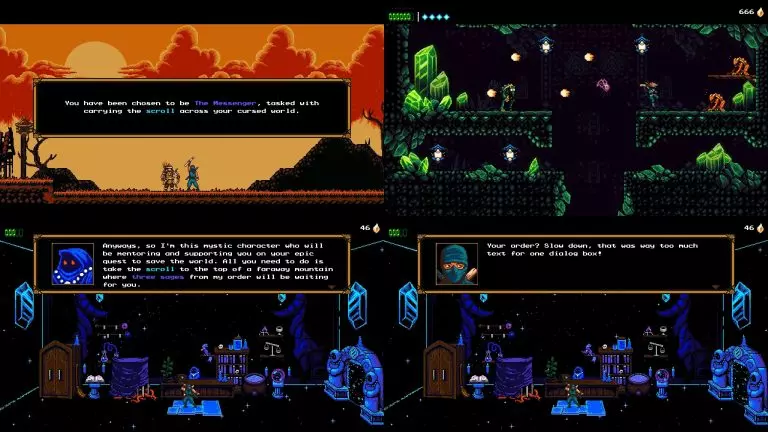 You have been chosen to be The Messenger, tasked with
carrying the scroll across your cursed world.
666
46
Anyways, so I'm this mystic character who will
be mentoring and supporting you on your epic
quest to save the world. All you need to do is
take the scroll to the top of a faraway mountain
where three sages from my order will be waiting
for you.
46
Your order? Slow down, that was way too much
text for one dialog box!